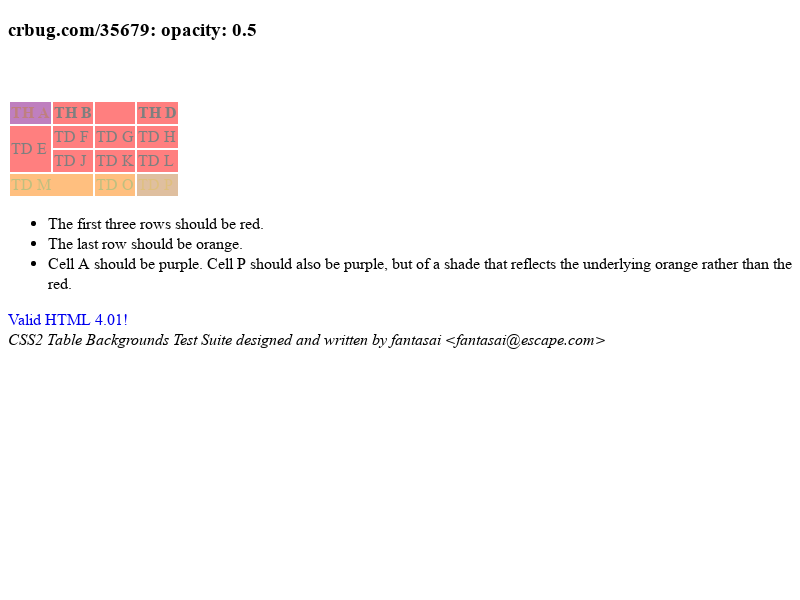 crbug.com/35679: opacity: 0.5
TH A TH B TH D
TD E TD F TD G TD H
TD J TD K TD L
TD M TD O
The first three rows should be red.
The last row should be orange.
Cell A should be purple. Cell P should also be purple, but of a shade that reflects the underlying orange rather than the
red.
Valid HTML 4.01!
CSS2 Table Backgrounds Test Suite designed and written by fantasai <fantasai@escape.com>